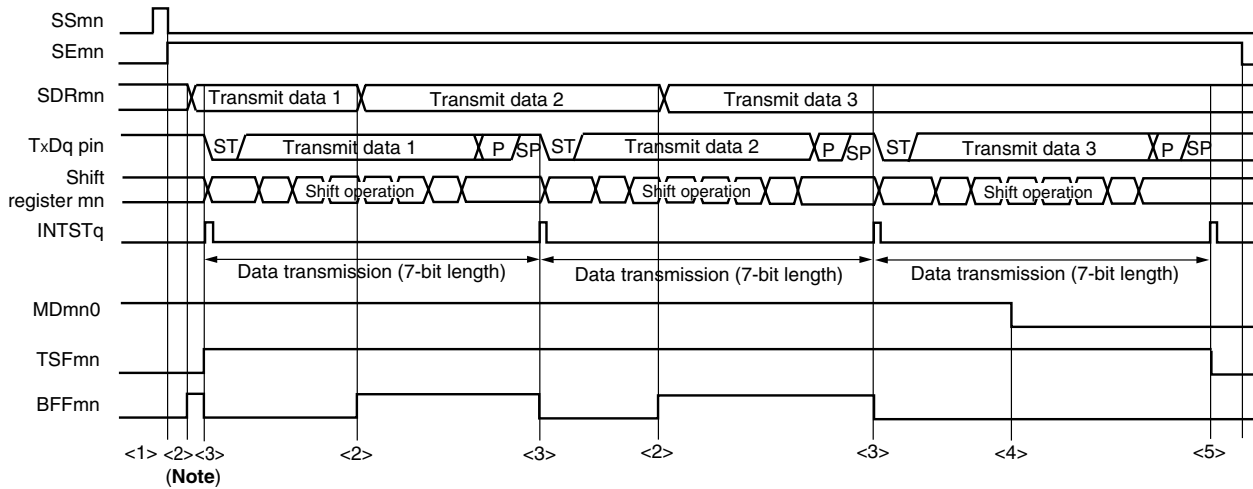 SSmn
SEmn
SDRmn
Transmit data 1
Transmit data 2
Transmit data 3
TxDq pin
ST
Transmit data 1
P
SP
ST
Transmit data 2
P
SP
ST
Transmit data 3
P
SP
Shift
register mn
Shift operation
Shift operation
Shift operation
INTSTq
Data transmission (7-bit length)
Data transmission (7-bit length)
Data transmission (7-bit length)
MDmn0
TSFmn
BFFmn
<1> <2> <3> <2> <3> <2> <3> <4> <5>
(Note)